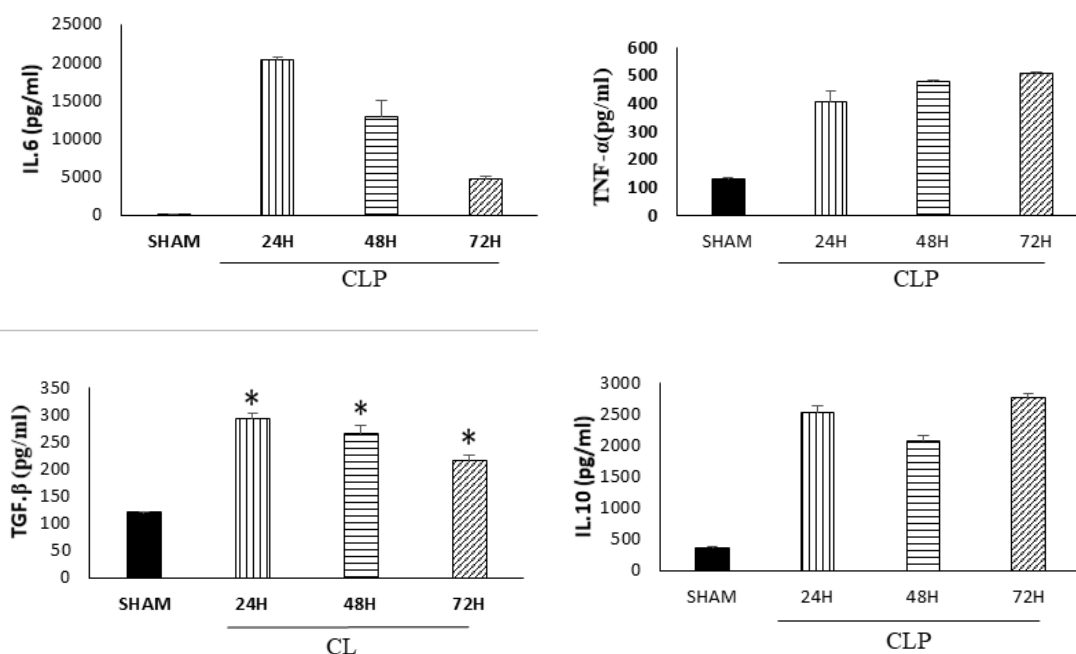 IL.6 (pg/ml)
25000
20000
15000
10000
5000
0
SHAM 24H 48H 72H
CLP
TNF-α(pg/ml)
600
500
400
300
200
100
0
SHAM 24H 48H 72H
CLP
TGF.β (pg/ml)
350
300
250
200
150
100
50
0
* * *
SHAM 24H 48H 72H
CL
IL.10 (pg/ml)
3000
2500
2000
1500
1000
500
0
SHAM 24H 48H 72H
CLP